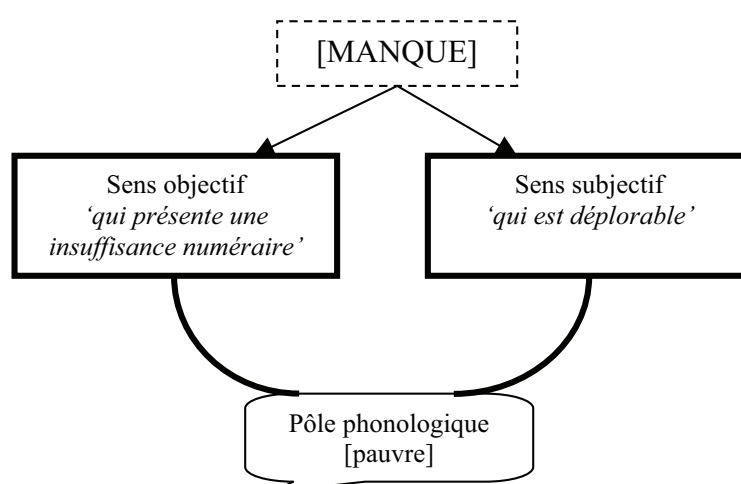 [MANQUE]
Sens objectif
‘qui présente une
insuffisance numéraire’
Sens subjectif
‘qui est déplorable’
Pôle phonologique
[pauvre]